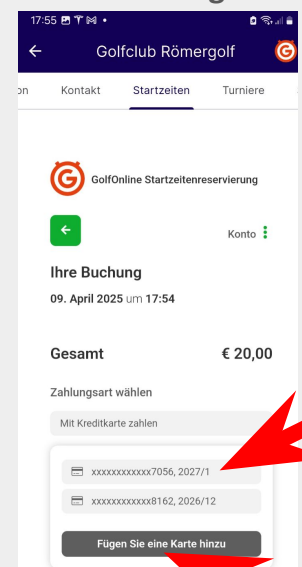 17:55
Golfclub Römergolf
on Kontakt Startzeiten Turniere
GolfOnline Startzeitenreservierung
Konto
Ihre Buchung
09. April 2025 um 17:54
Gesamt € 20,00
Zahlungsart wählen
Mit Kreditkarte zahlen
xxxxxxxxxxxx7056, 2027/1
xxxxxxxxxxxx8162, 2026/12
Fügen Sie eine Karte hinzu